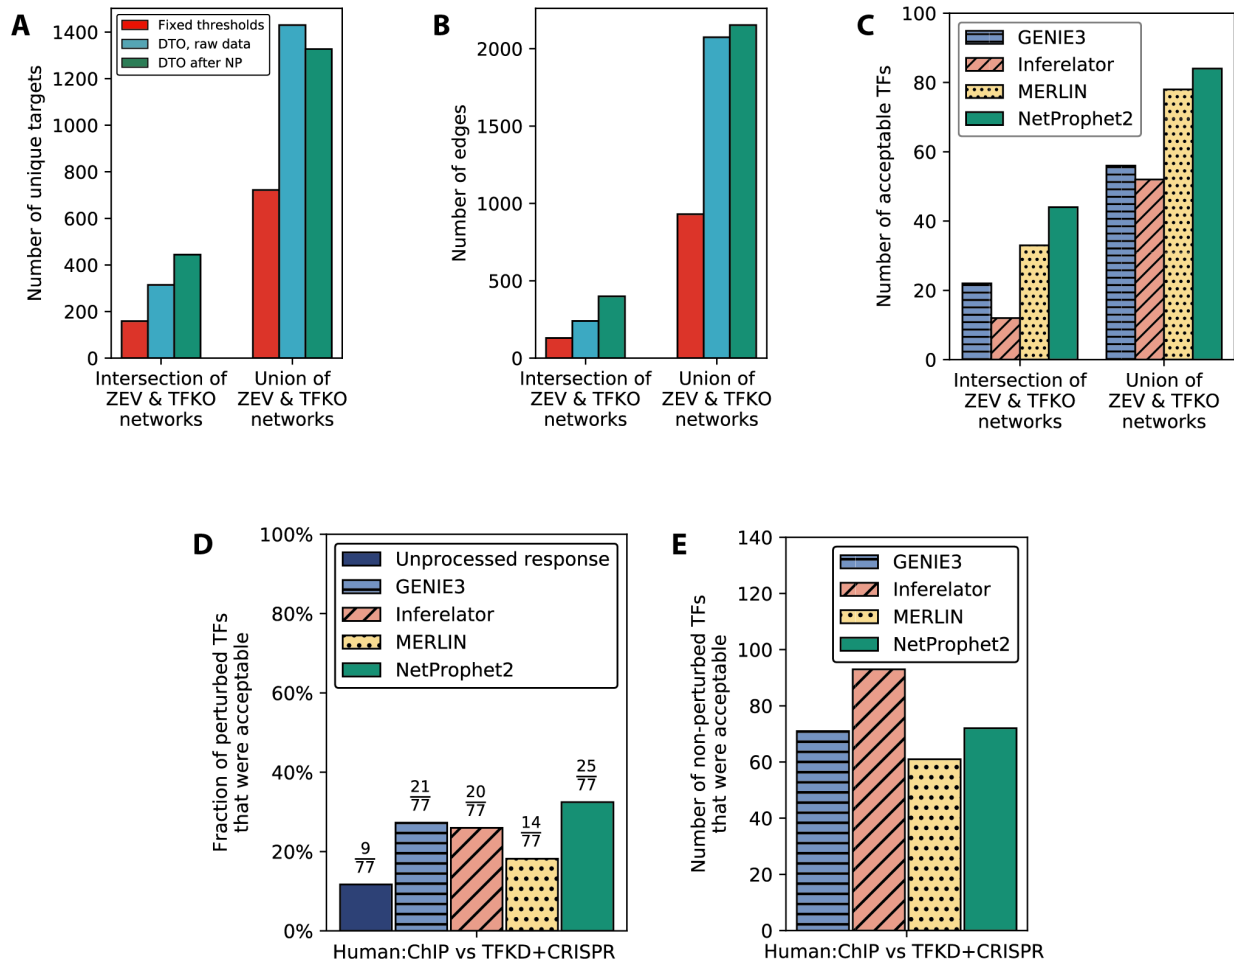 A
Number of unique targets
1400
1200
1000
800
600
400
200
0
Fixed thresholds
DTO, raw data
DTO after NP
Intersection of
ZEV & TFKO
networks
Union of
ZEV & TFKO
networks
B
Number of edges
2000
1500
1000
500
0
Intersection of
ZEV & TFKO
networks
Union of
ZEV & TFKO
networks
C
Number of acceptable TFs
100
80
60
40
20
0
GENIE3
Inferelator
MERLIN
NetProphet2
Intersection of
ZEV & TFKO
networks
Union of
ZEV & TFKO
networks
D
Fraction of perturbed TFs
that were acceptable
100%
80%
60%
40%
20%
0%
Unprocessed response
GENIE3
Inferelator
MERLIN
NetProphet2
9
77
21
77
20
77
14
77
25
77
Human:ChIP vs TFKD+CRISPR
E
Number of non-perturbed TFs
that were acceptable
140
120
100
80
60
40
20
0
GENIE3
Inferelator
MERLIN
NetProphet2
Human:ChIP vs TFKD+CRISPR